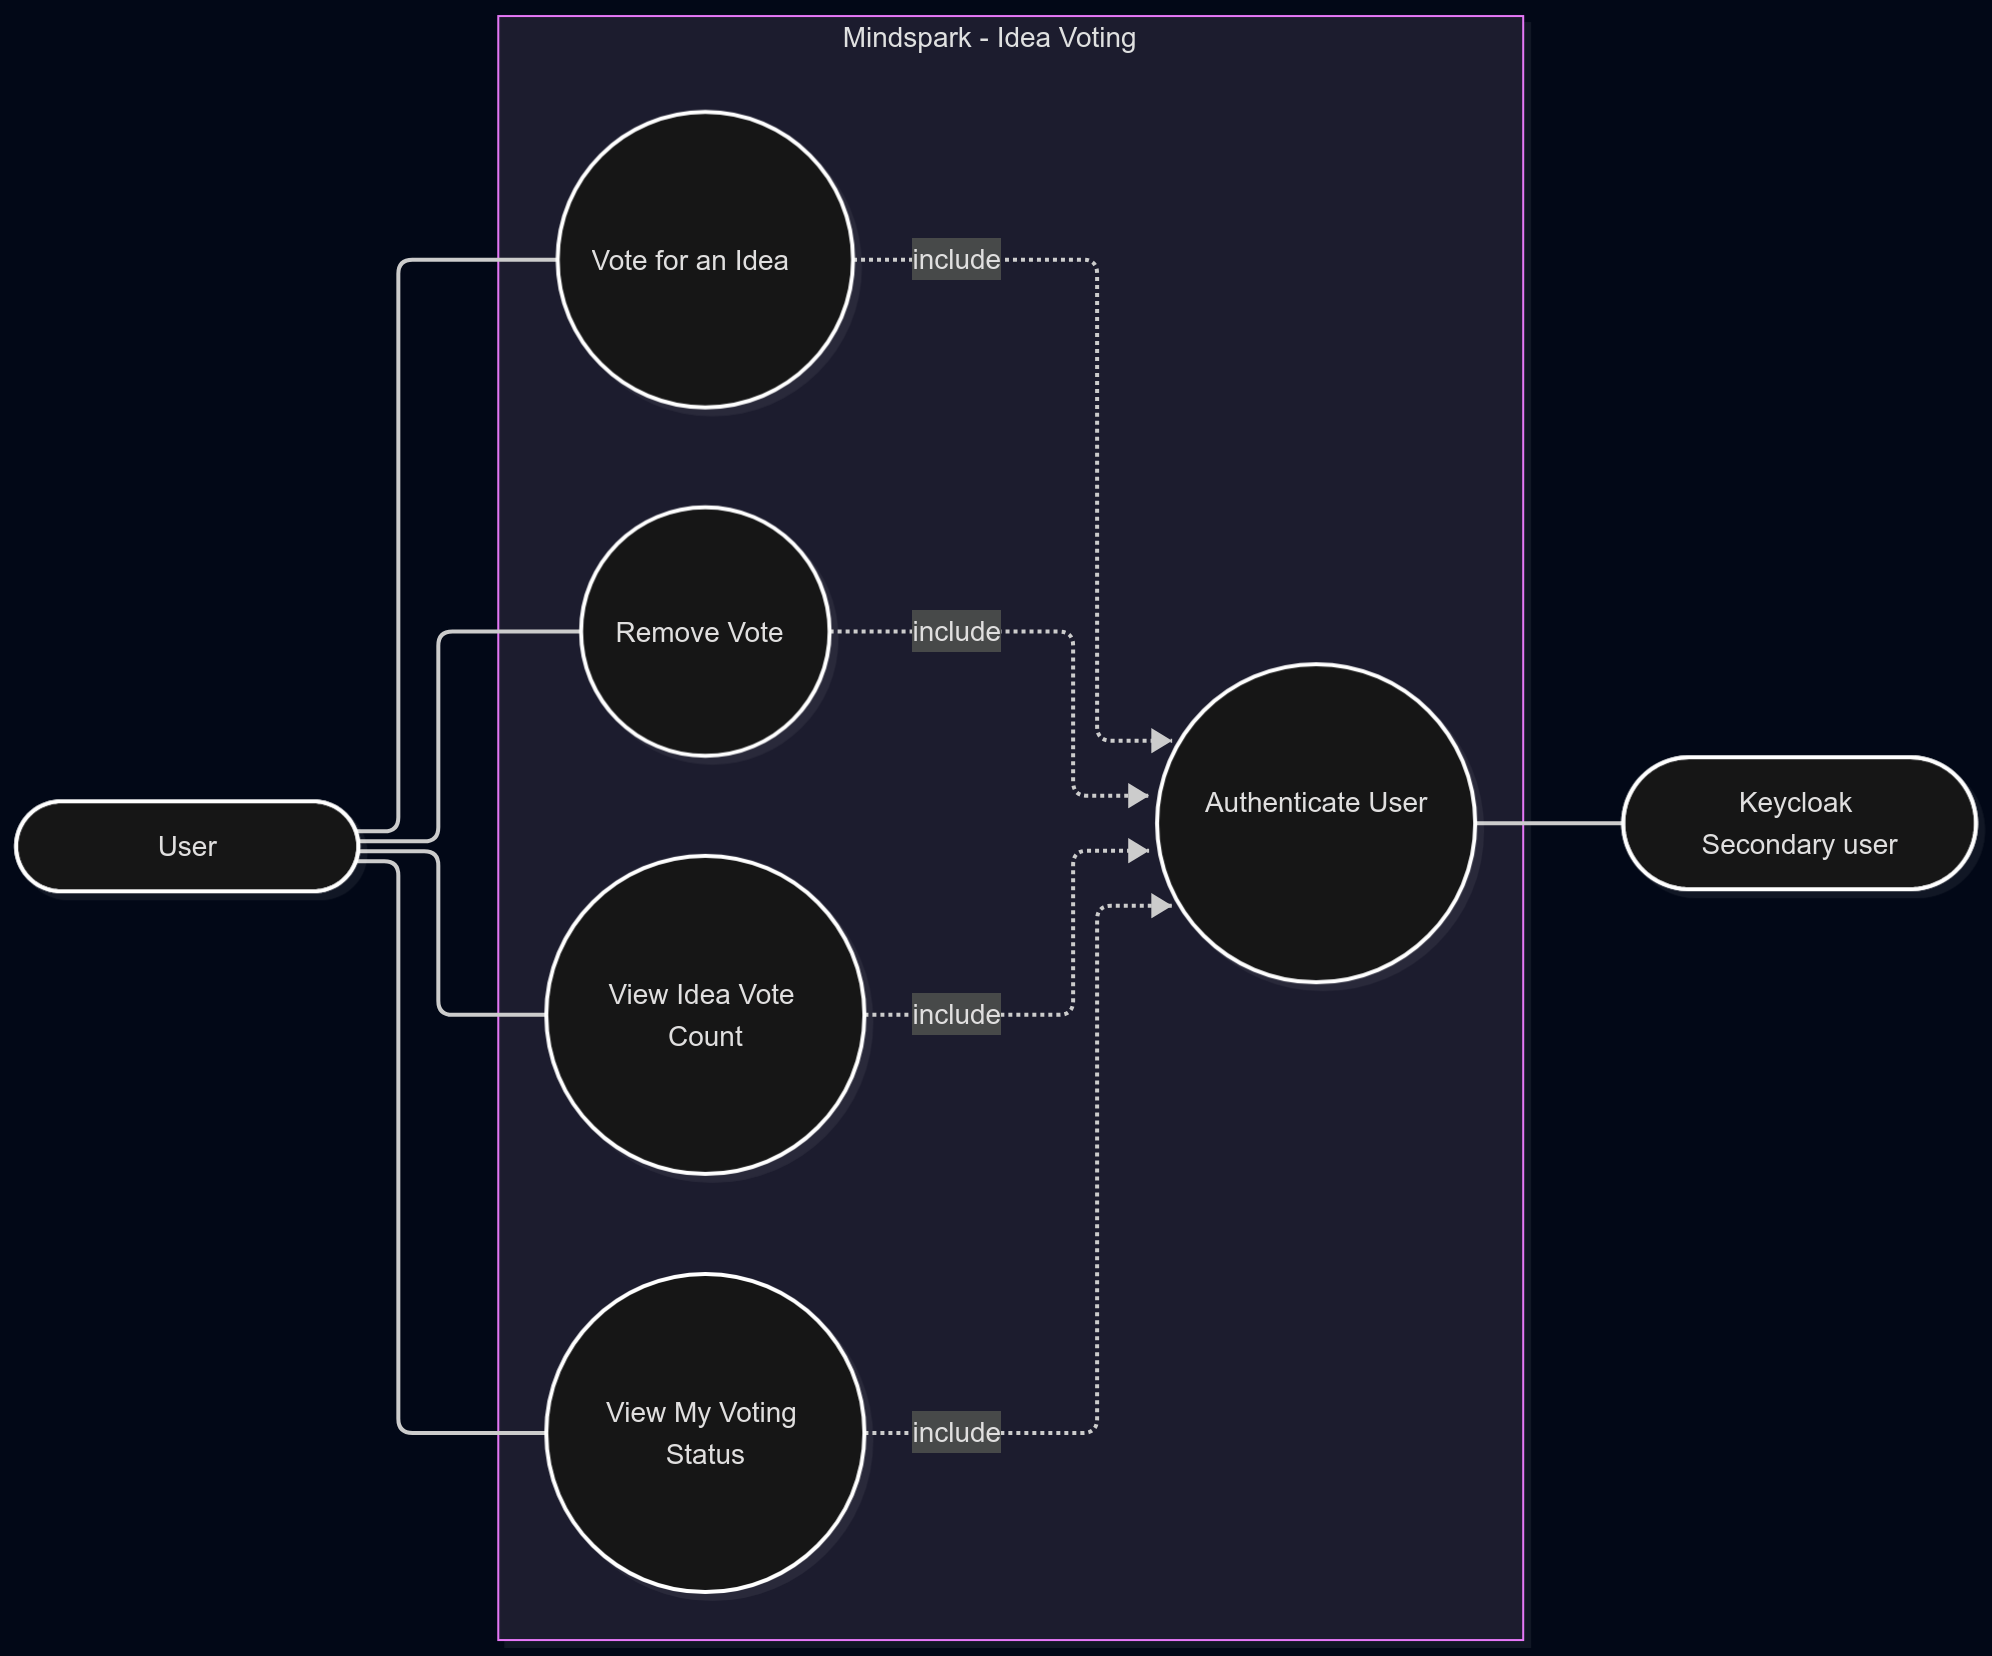 Mindspark - Idea Voting
Vote for an Idea
include
Remove Vote
include
Authenticate User
Keycloak
Secondary user
User
View Idea Vote
Count
include
View My Voting
Status
include